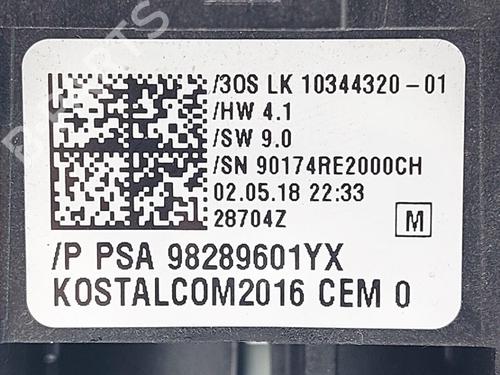 /3OS LK 10344320-01
/HW 4.1
/SW 9.0
/SN 90174RE2000CH
02.05.18 22:33
28704Z
M
/P PSA 98289601YX
KOSTALCOM2016 CEM 0